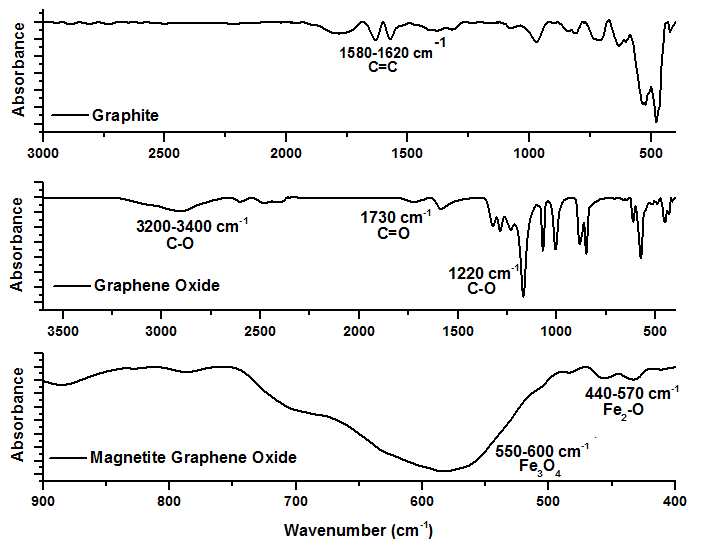 Absorbance
1580-1620 cm⁻¹
C=C
Graphite
3000 2500 2000 1500 1000 500
Absorbance
3200-3400 cm⁻¹
C-O
1730 cm⁻¹
C=O
1220 cm⁻¹
C-O
Graphene Oxide
3500 3000 2500 2000 1500 1000 500
Absorbance
440-570 cm⁻¹
Fe₂-O
550-600 cm⁻¹
Fe₃O₄
Magnetite Graphene Oxide
900 800 700 600 500 400
Wavenumber (cm⁻¹)